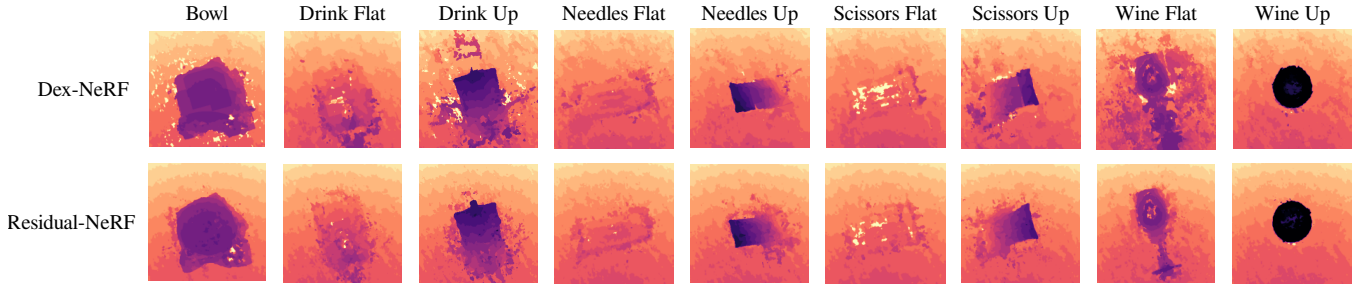 Bowl Drink Flat Drink Up Needles Flat Needles Up Scissors Flat Scissors Up Wine Flat Wine Up
Dex-NeRF
Residual-NeRF